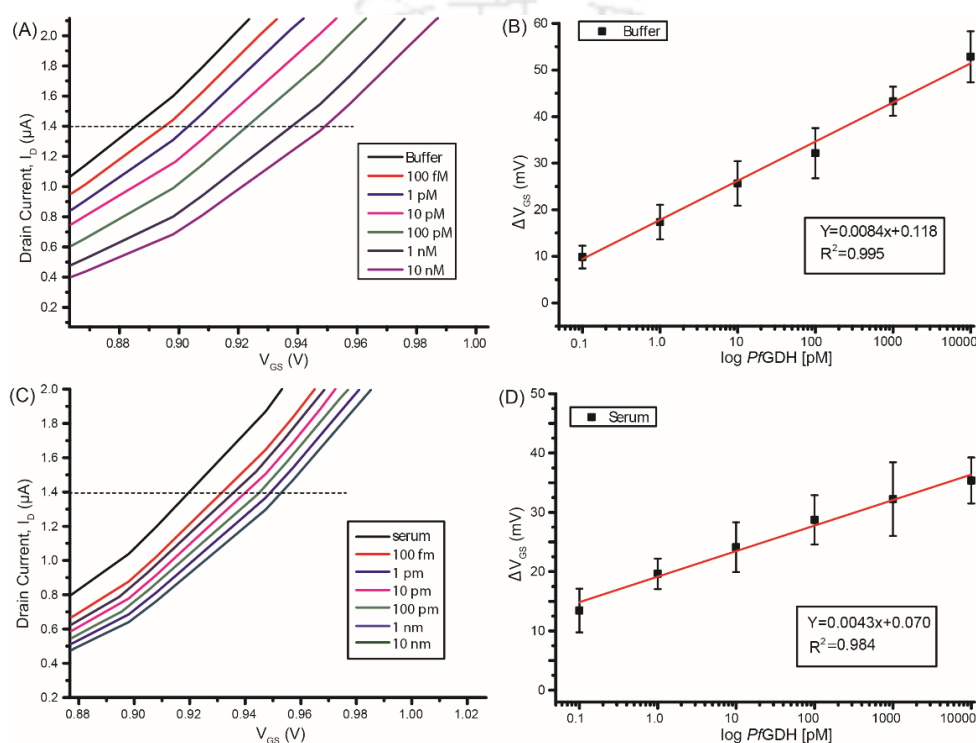 (A)
2.0
1.8
1.6
1.4
1.2
1.0
0.8
0.6
0.4
0.2
Drain Current, I_D (µA)
Buffer
100 fM
1 pM
10 pM
100 pM
1 nM
10 nM
0.88 0.90 0.92 0.94 0.96 0.98 1.00
V_GS (V)
(B)
60
50
40
30
20
10
0
ΔV_GS (mV)
Buffer
Y=0.0084x+0.118
R²=0.995
0.1 1.0 10 100 1000 10000
log PfGDH [pM]
(C)
2.0
1.8
1.6
1.4
1.2
1.0
0.8
0.6
0.4
0.2
Drain Current, I_D (µA)
serum
100 fm
1 pm
10 pm
100 pm
1 nm
10 nm
0.88 0.90 0.92 0.94 0.96 0.98 1.00 1.02
V_GS (V)
(D)
50
40
30
20
10
0
ΔV_GS (mV)
Serum
Y=0.0043x+0.070
R²=0.984
0.1 1.0 10 100 1000 10000
log PfGDH [pM]